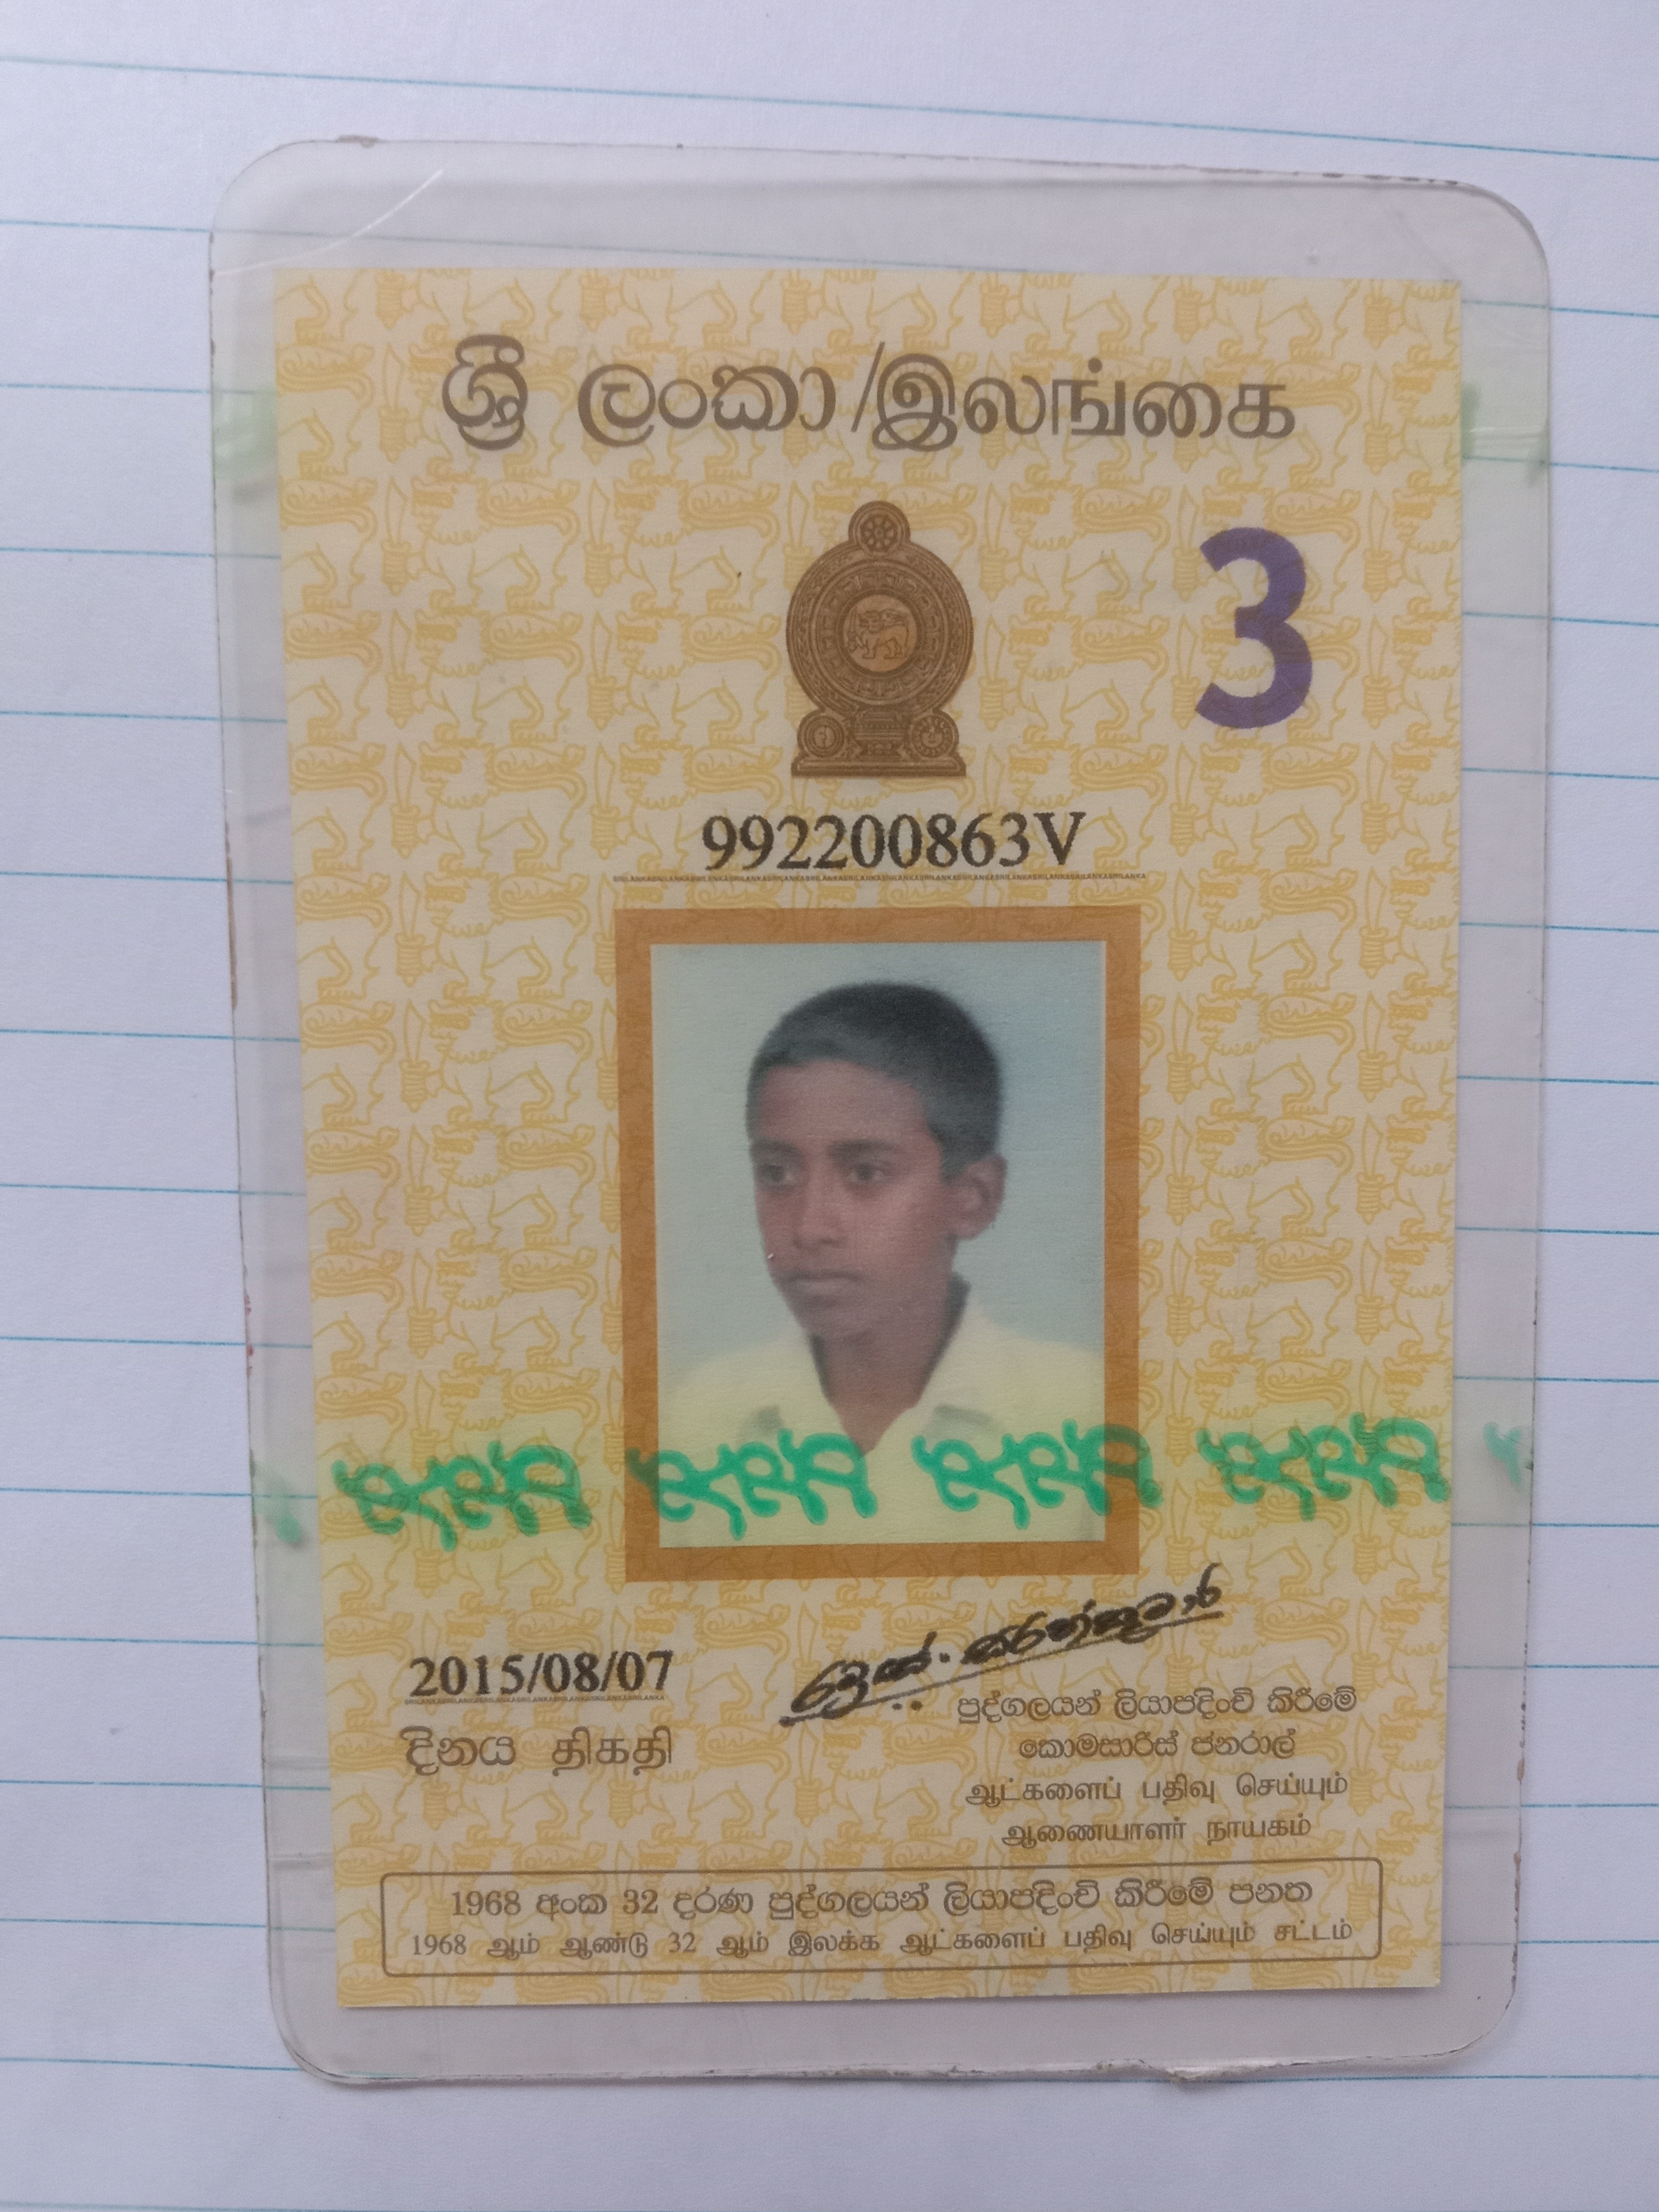 ශ්‍රී ලංකා/இலங்கை
3
992200863V
2015/08/07
දිනය திகதி
පුද්ගලයන් ලියාපදිංචි කිරීමේ
කොමසාරිස් ජනරාල්
ஆட்களைப் பதிவு செய்யும்
ஆணையாளர் நாயகம்
1968 අංක 32 දරණ පුද්ගලයන් ලියාපදිංචි කිරීමේ පනත
1968 ஆம் ஆண்டு 32 ஆம் இலக்க ஆட்களைப் பதிவு செய்யும் சட்டம்